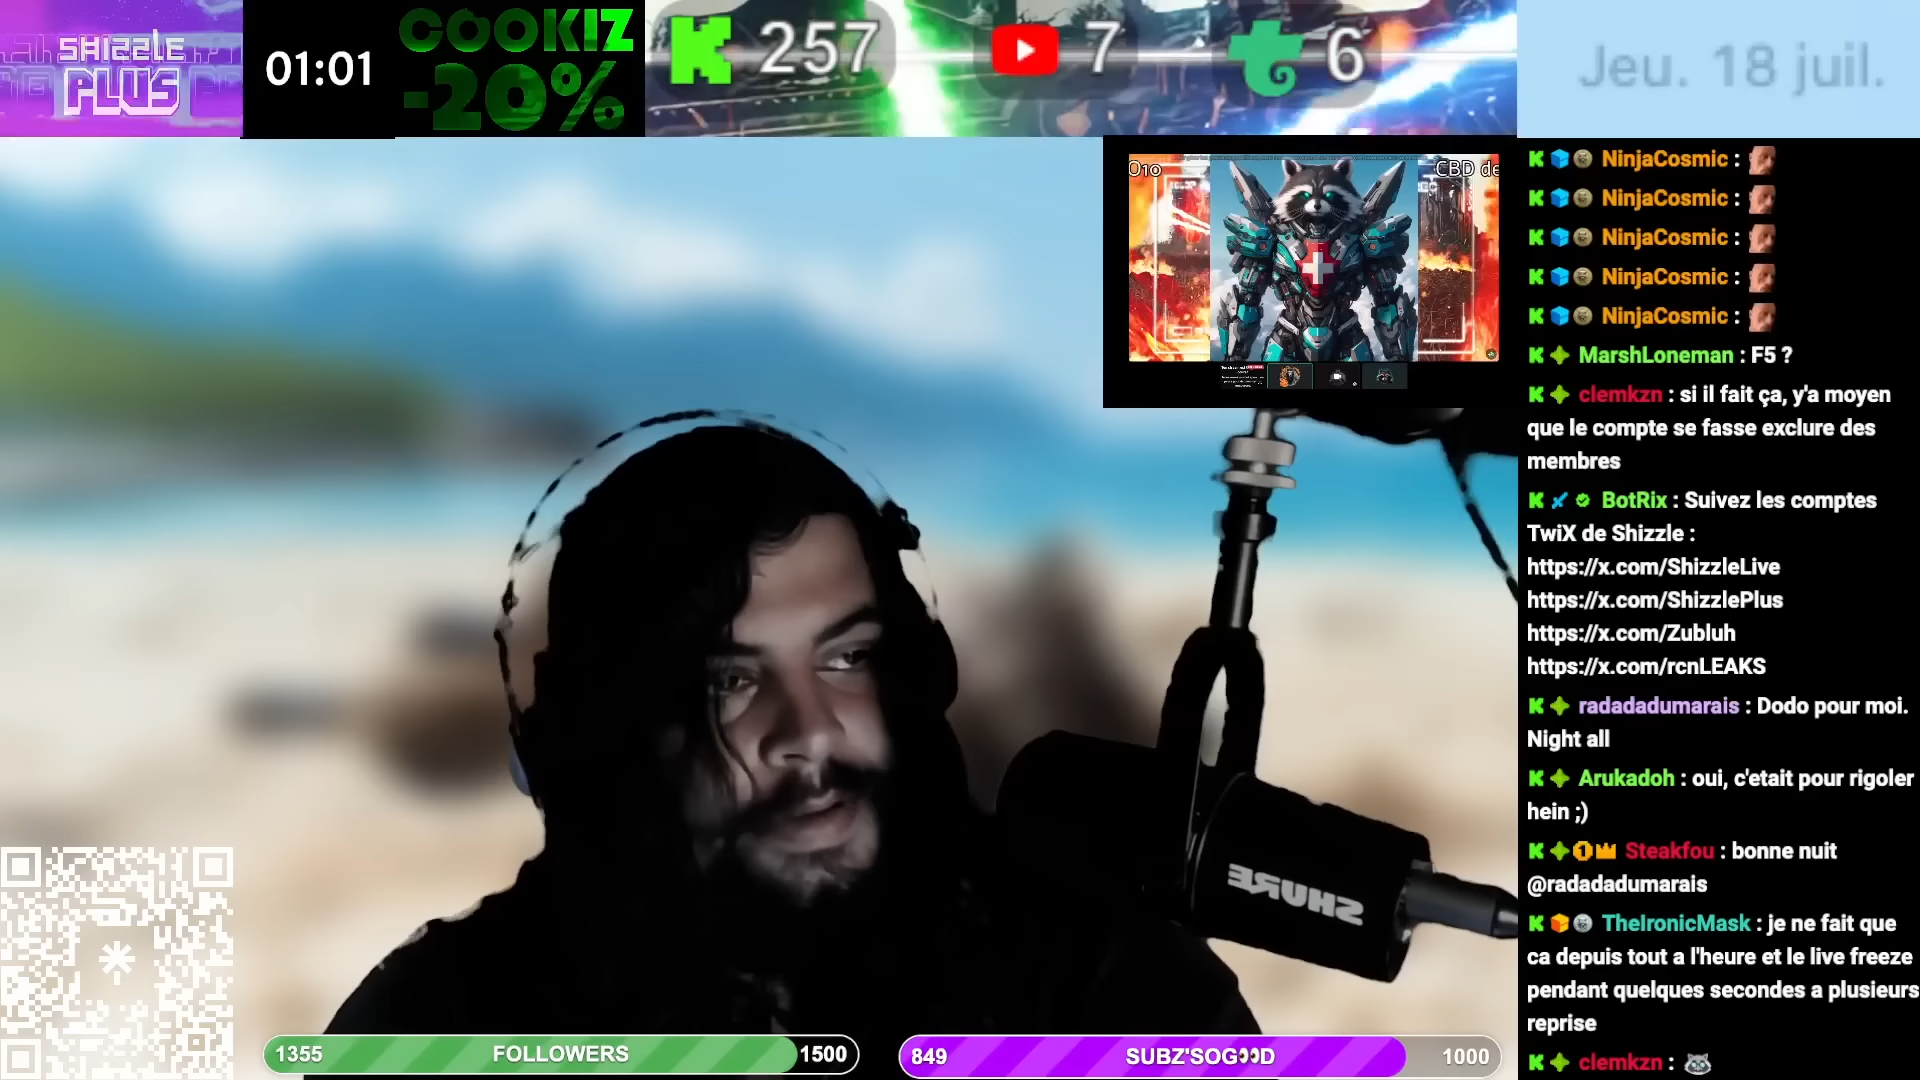 SHIZZLE
PLUS
01:01
COOKIZ
-20%
257
7
6
Jeu. 18 juil.
O1o
CBD de
NinjaCosmic :
NinjaCosmic :
NinjaCosmic :
NinjaCosmic :
NinjaCosmic :
MarshLoneman : F5 ?
clemkzn : si il fait ça, y'a moyen
que le compte se fasse exclure des
membres
BotRix : Suivez les comptes
TwiX de Shizzle :
https://x.com/ShizzleLive
https://x.com/ShizzlePlus
https://x.com/Zubluh
https://x.com/rcnLEAKS
radadadumarais : Dodo pour moi.
Night all
Arukadoh : oui, c'etait pour rigoler
hein ;)
Steakfou : bonne nuit
@radadadumarais
TheIronicMask : je ne fait que
ca depuis tout a l'heure et le live freeze
pendant quelques secondes a plusieurs
reprise
clemkzn :
SHURE
1355 FOLLOWERS 1500
849 SUBZ'SOG👀D 1000